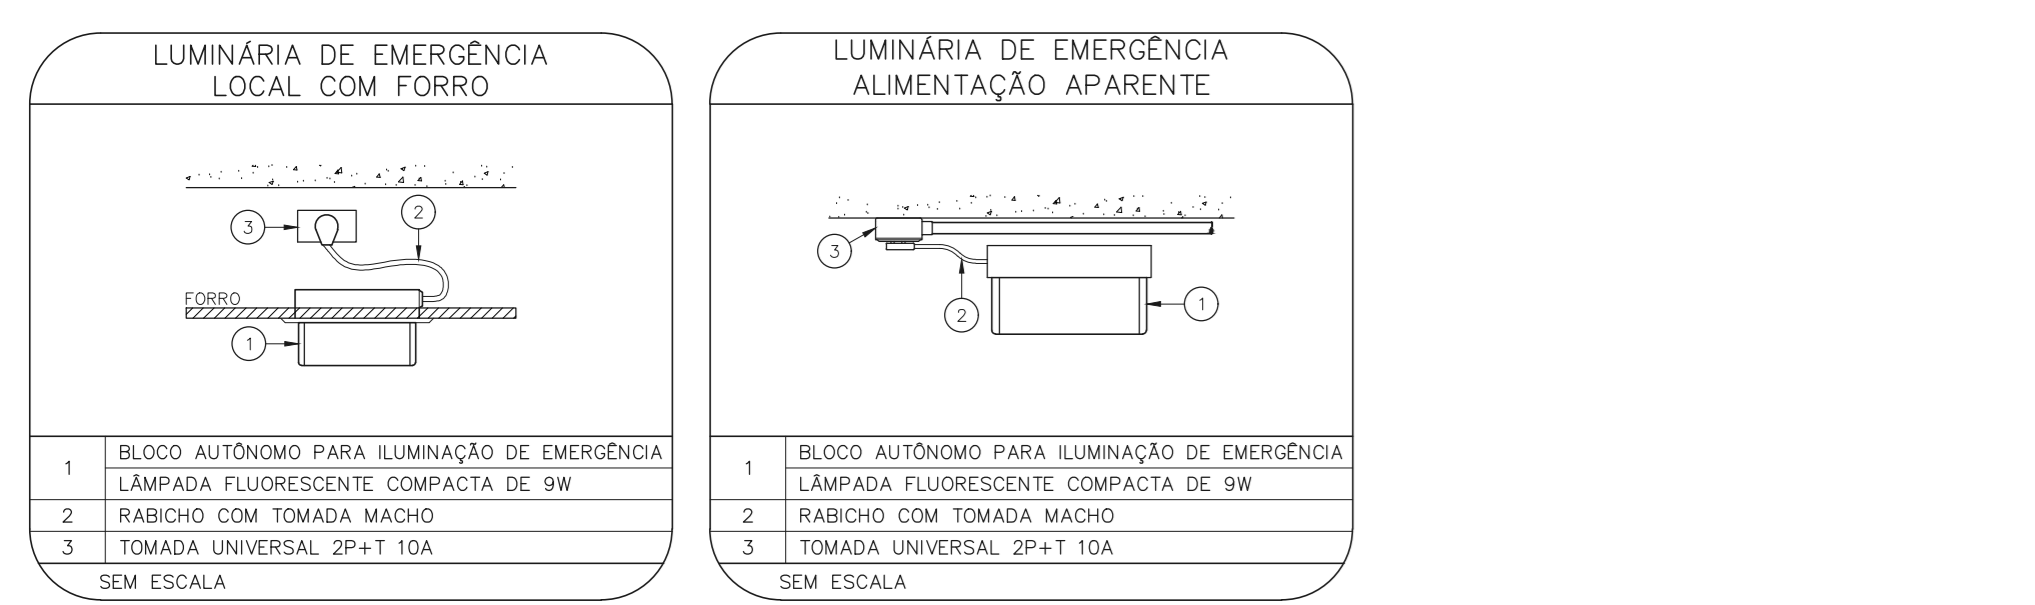 LUMINÁRIA DE EMERGÊNCIA
LOCAL COM FORRO
3
2
FORRO
1
1
BLOCO AUTÔNOMO PARA ILUMINAÇÃO DE EMERGÊNCIA
LÂMPADA FLUORESCENTE COMPACTA DE 9W
2 RABICHO COM TOMADA MACHO
3 TOMADA UNIVERSAL 2P+T 10A
SEM ESCALA
LUMINÁRIA DE EMERGÊNCIA
ALIMENTAÇÃO APARENTE
3
2
1
1
BLOCO AUTÔNOMO PARA ILUMINAÇÃO DE EMERGÊNCIA
LÂMPADA FLUORESCENTE COMPACTA DE 9W
2 RABICHO COM TOMADA MACHO
3 TOMADA UNIVERSAL 2P+T 10A
SEM ESCALA